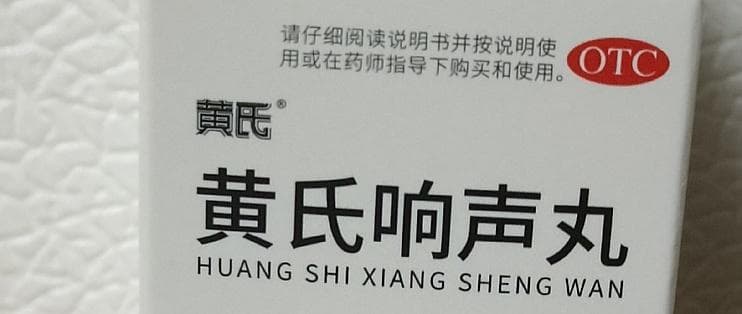 请仔细阅读说明书并按说明使
用或在药师指导下购买和使用。
OTC
黄氏®
黄氏响声丸
HUANG SHI XIANG SHENG WAN